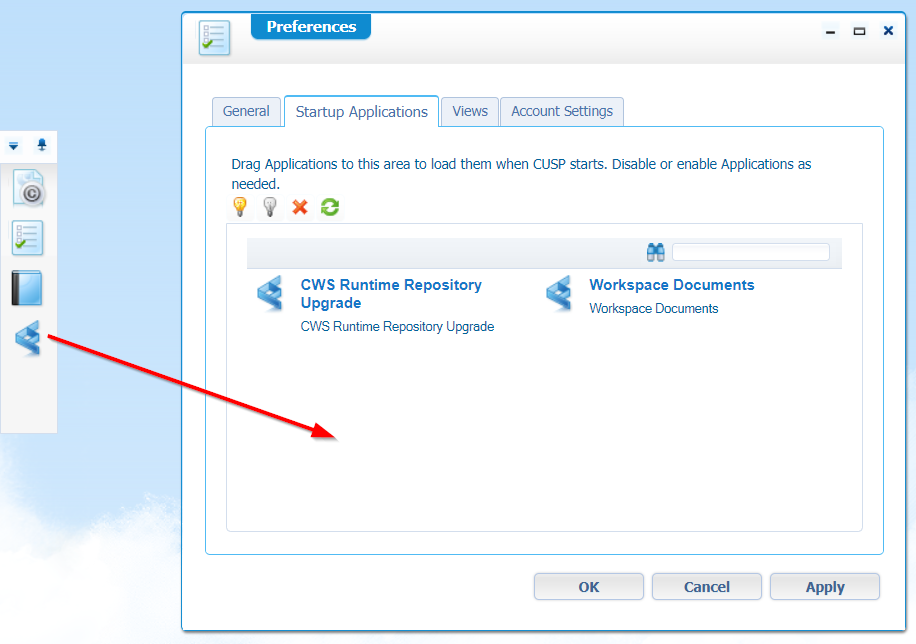 Preferences
General
Startup Applications
Views
Account Settings
Drag Applications to this area to load them when CUSP starts. Disable or enable Applications as
needed.
CWS Runtime Repository
Upgrade
CWS Runtime Repository Upgrade
Workspace Documents
Workspace Documents
OK
Cancel
Apply